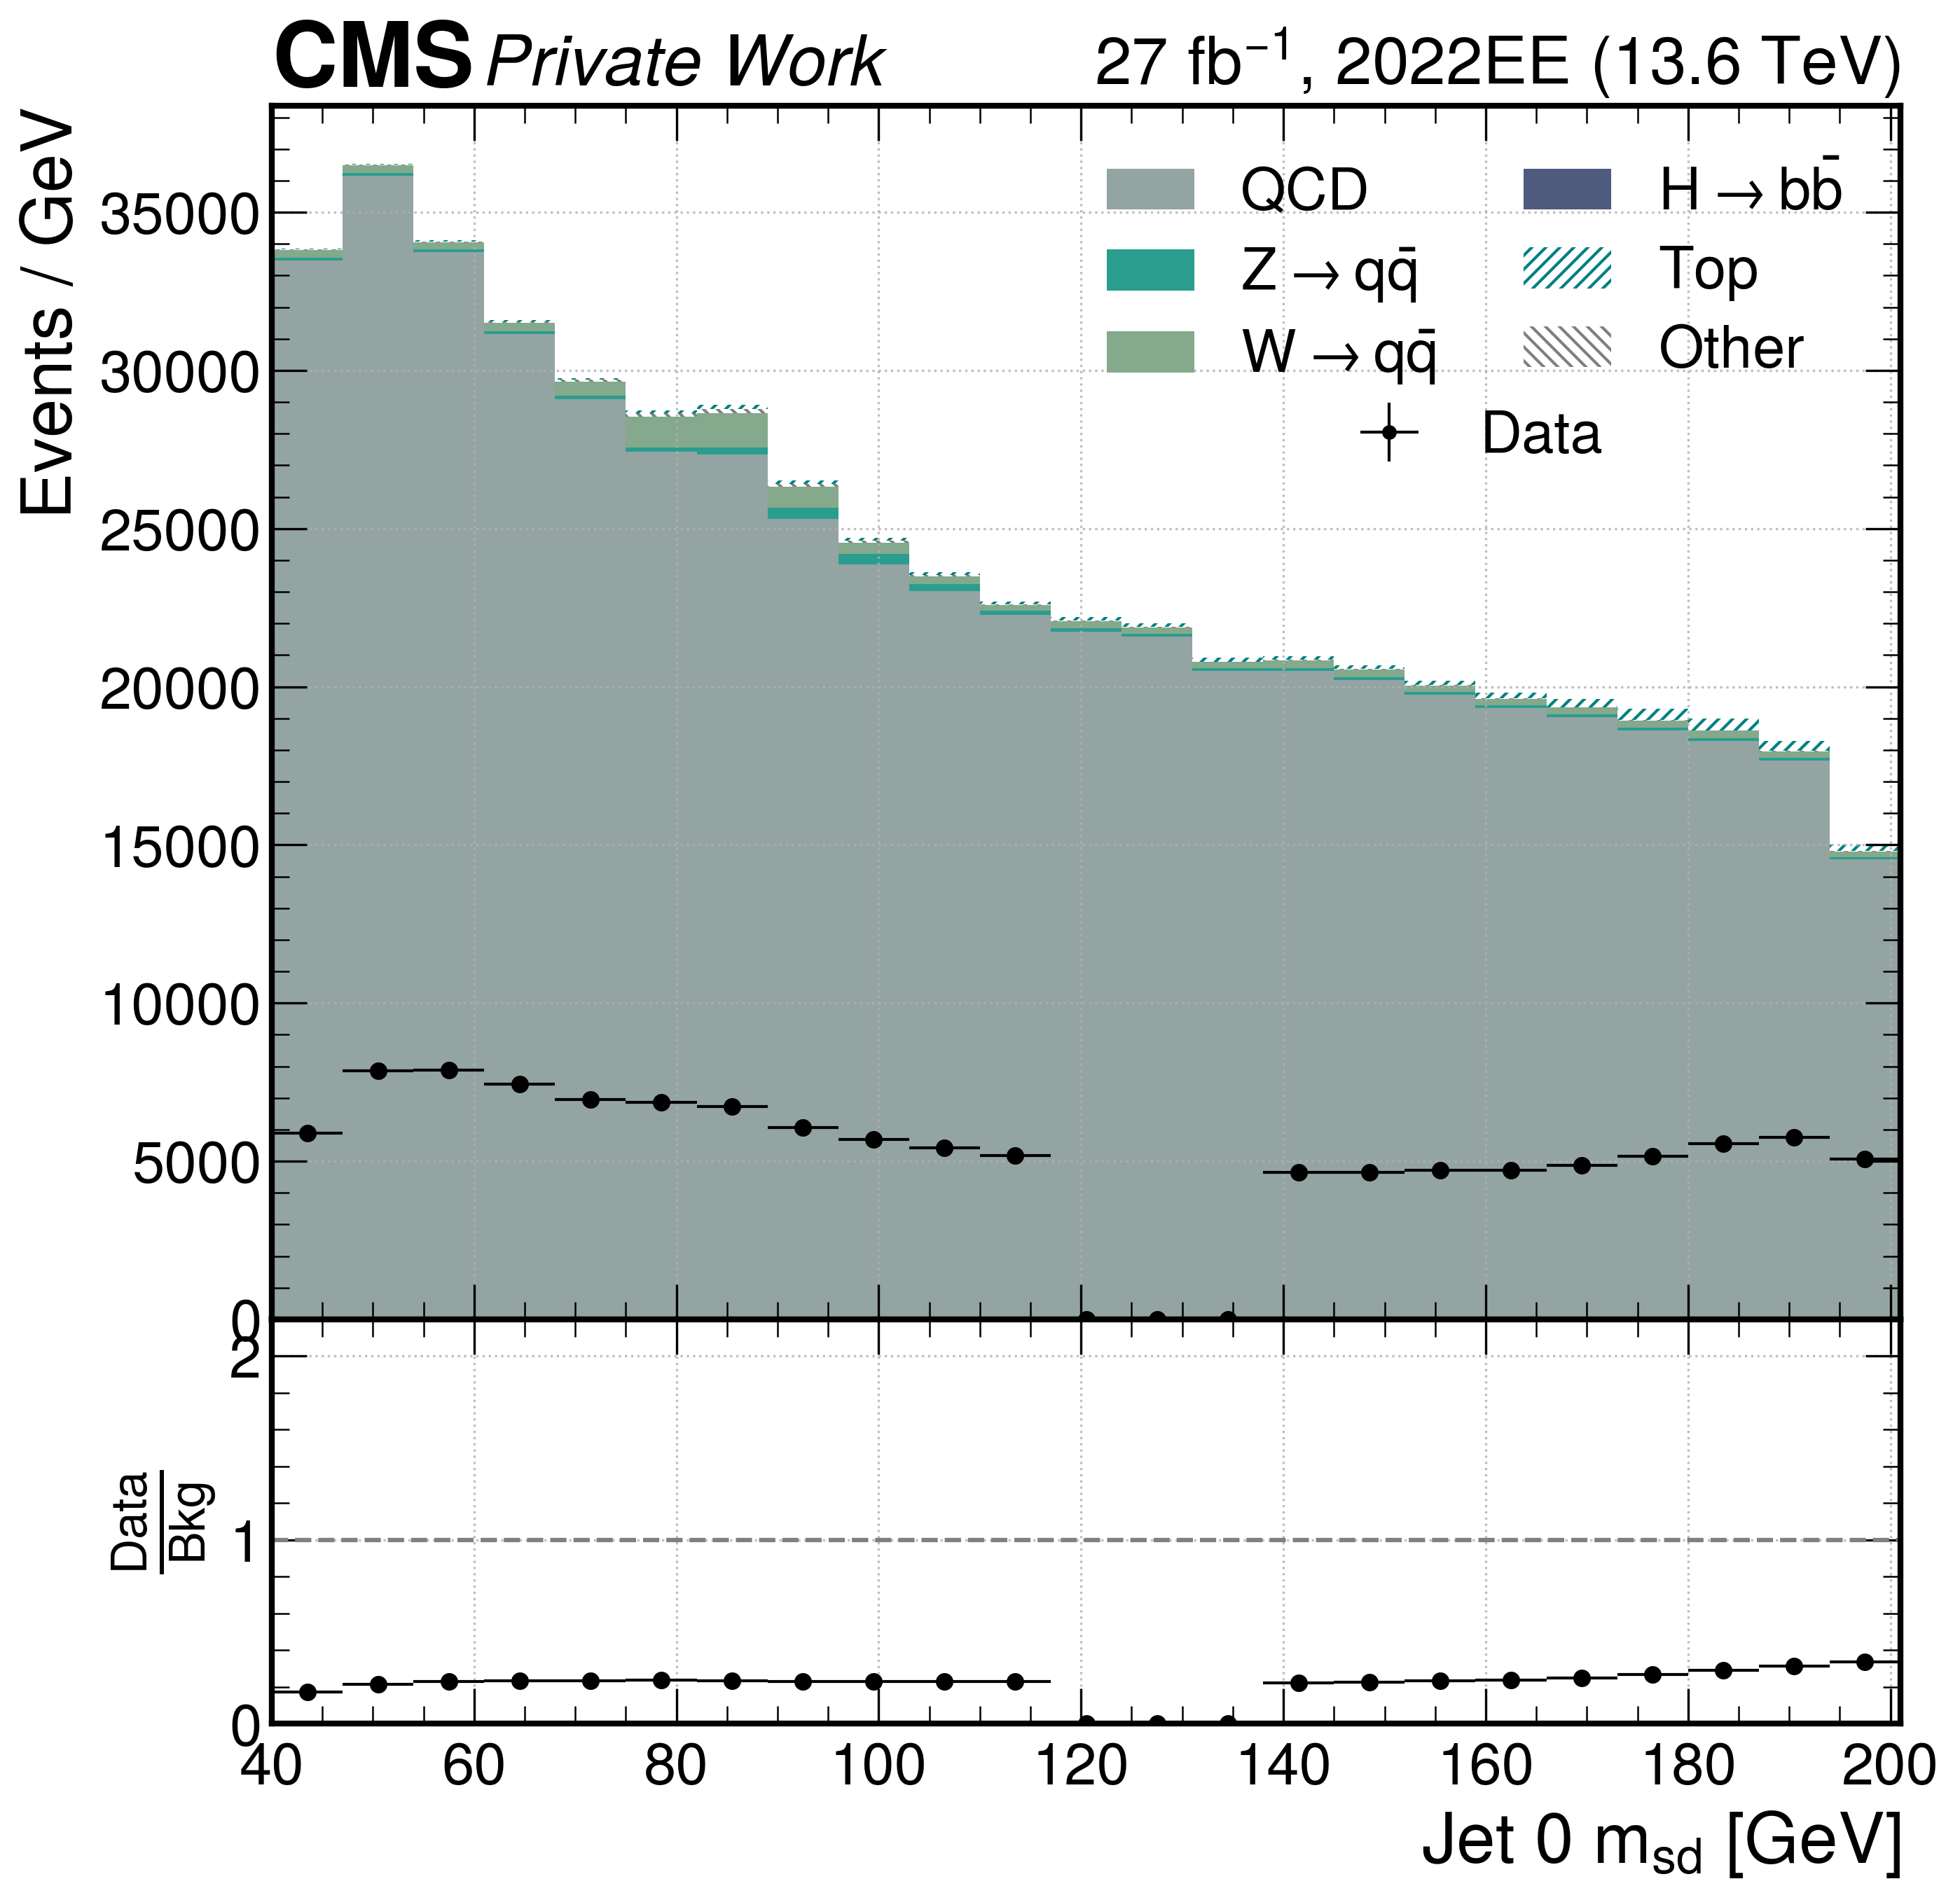 CMS Private Work 27 fb⁻¹, 2022EE (13.6 TeV)
Events / GeV
35000
30000
25000
20000
15000
10000
5000
0
QCD
Z → qq̄
W → qq̄
H → bb̄
Top
Other
Data
Data
Bkg
2
1
0
40 60 80 100 120 140 160 180 200
Jet 0 m_sd [GeV]